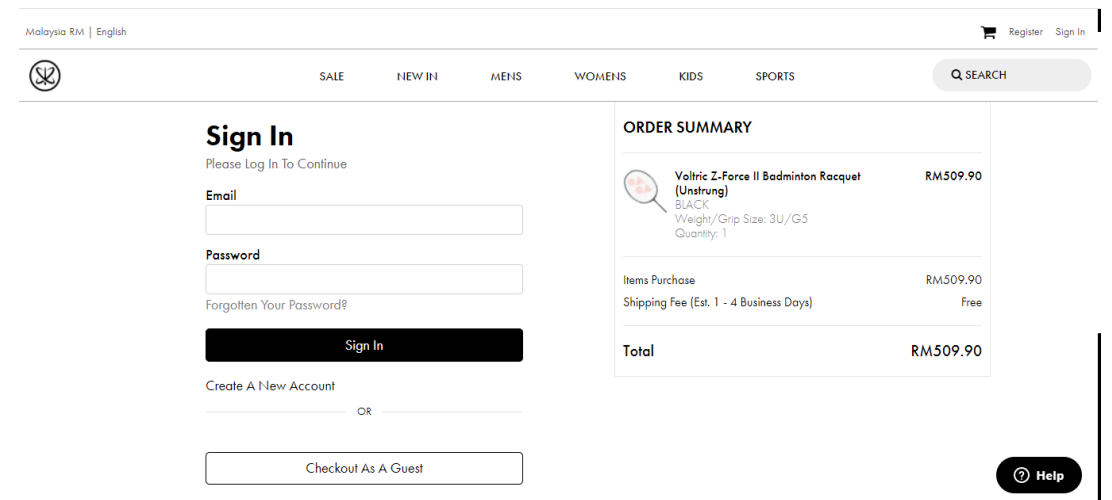 Malaysia RM | English
Register Sign In
SALE NEW IN MENS WOMENS KIDS SPORTS
SEARCH
Sign In
Please Log In To Continue
Email
Password
Forgotten Your Password?
Sign In
Create A New Account
OR
Checkout As A Guest
ORDER SUMMARY
Voltric Z-Force II Badminton Racquet RM509.90
(Unstrung)
BLACK
Weight/Grip Size: 3U/G5
Quantity: 1
Items Purchase RM509.90
Shipping Fee (Est. 1 - 4 Business Days) Free
Total RM509.90
Help